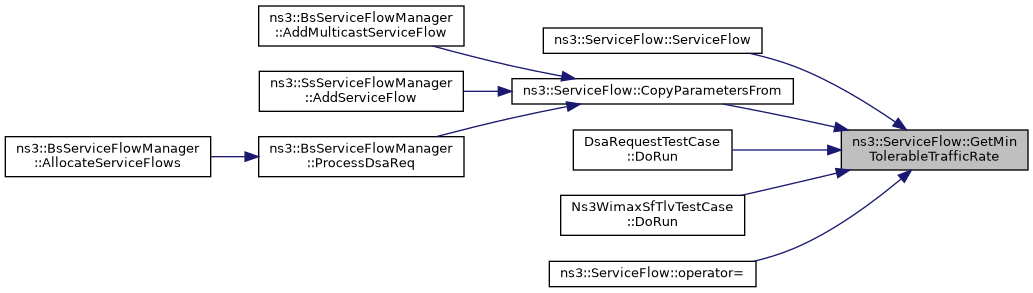 ns3::BsServiceFlowManager
::AddMulticastServiceFlow
ns3::ServiceFlow::ServiceFlow
ns3::SsServiceFlowManager
::AddServiceFlow
ns3::ServiceFlow::CopyParametersFrom
ns3::BsServiceFlowManager
::AllocateServiceFlows
ns3::BsServiceFlowManager
::ProcessDsaReq
DsaRequestTestCase
::DoRun
ns3::ServiceFlow::GetMin
TolerableTrafficRate
Ns3WimaxSfTlvTestCase
::DoRun
ns3::ServiceFlow::operator=